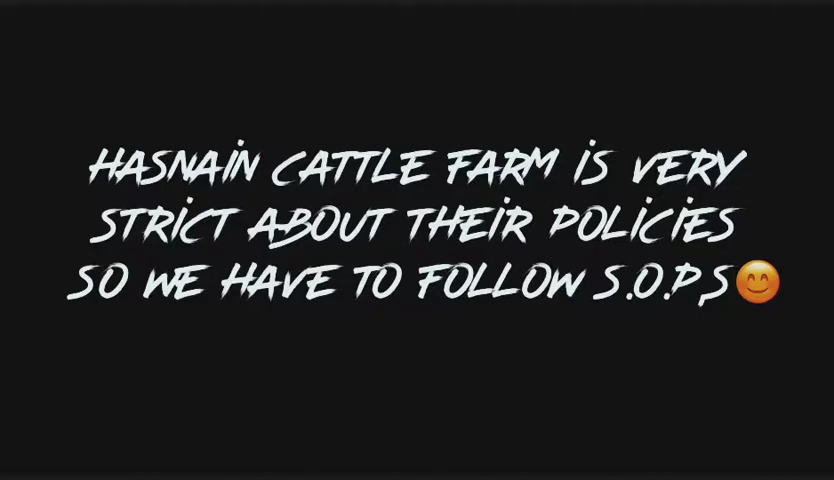 HASNAIN CATTLE FARM IS VERY
STRICT ABOUT THEIR POLICIES
SO WE HAVE TO FOLLOW S.O.P,S😊